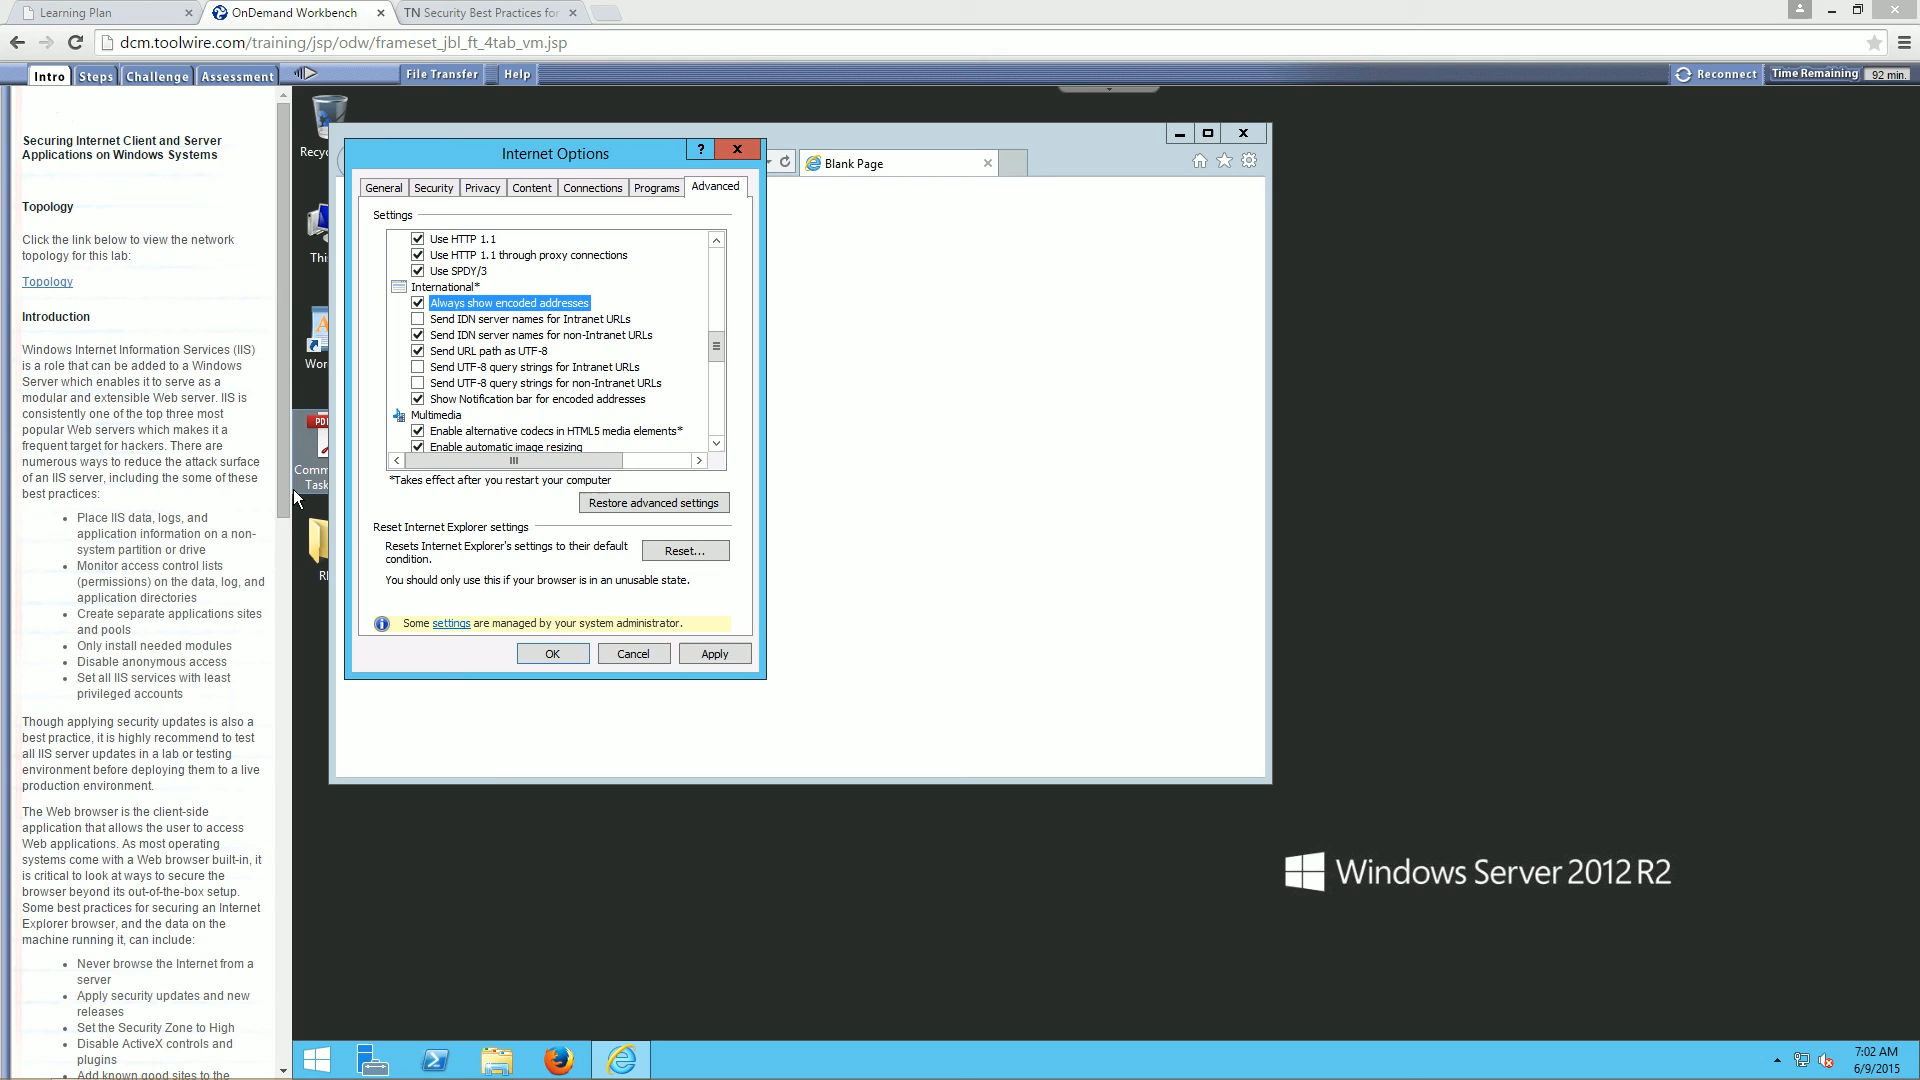 Learning Plan
OnDemand Workbench
TN Security Best Practices for
dcm.toolwire.com/training/jsp/odw/frameset_jbl_ft_4tab_vm.jsp
Intro
Steps
Challenge
Assessment
File Transfer
Help
Reconnect
Time Remaining
92 min.
Securing Internet Client and Server
Applications on Windows Systems
Topology
Click the link below to view the network
topology for this lab:
Topology
Introduction
Windows Internet Information Services (IIS)
is a role that can be added to a Windows
Server which enables it to serve as a
modular and extensible Web server. IIS is
consistently one of the top three most
popular Web servers which makes it a
frequent target for hackers. There are
numerous ways to reduce the attack surface
of an IIS server, including the some of these
best practices:
• Place IIS data, logs, and
application information on a non-
system partition or drive
• Monitor access control lists
(permissions) on the data, log, and
application directories
• Create separate applications sites
and pools
• Only install needed modules
• Disable anonymous access
• Set all IIS services with least
privileged accounts
Though applying security updates is also a
best practice, it is highly recommend to test
all IIS server updates in a lab or testing
environment before deploying them to a live
production environment.
The Web browser is the client-side
application that allows the user to access
Web applications. As most operating
systems come with a Web browser built-in, it
is critical to look at ways to secure the
browser beyond its out-of-the-box setup.
Some best practices for securing an Internet
Explorer browser, and the data on the
machine running it, can include:
• Never browse the Internet from a
server
• Apply security updates and new
releases
• Set the Security Zone to High
• Disable ActiveX controls and
plugins
• Add known good sites to the
Recyc
This
Wor
PD
Comm
Task
Blank Page
Internet Options
?
General
Security
Privacy
Content
Connections
Programs
Advanced
Settings
Use HTTP 1.1
Use HTTP 1.1 through proxy connections
Use SPDY/3
International*
Always show encoded addresses
Send IDN server names for Intranet URLs
Send IDN server names for non-Intranet URLs
Send URL path as UTF-8
Send UTF-8 query strings for Intranet URLs
Send UTF-8 query strings for non-Intranet URLs
Show Notification bar for encoded addresses
Multimedia
Enable alternative codecs in HTML5 media elements*
Enable automatic image resizing
*Takes effect after you restart your computer
Restore advanced settings
Reset Internet Explorer settings
Resets Internet Explorer's settings to their default
condition.
Reset...
You should only use this if your browser is in an unusable state.
Some settings are managed by your system administrator.
OK
Cancel
Apply
Windows Server 2012 R2
7:02 AM
6/9/2015